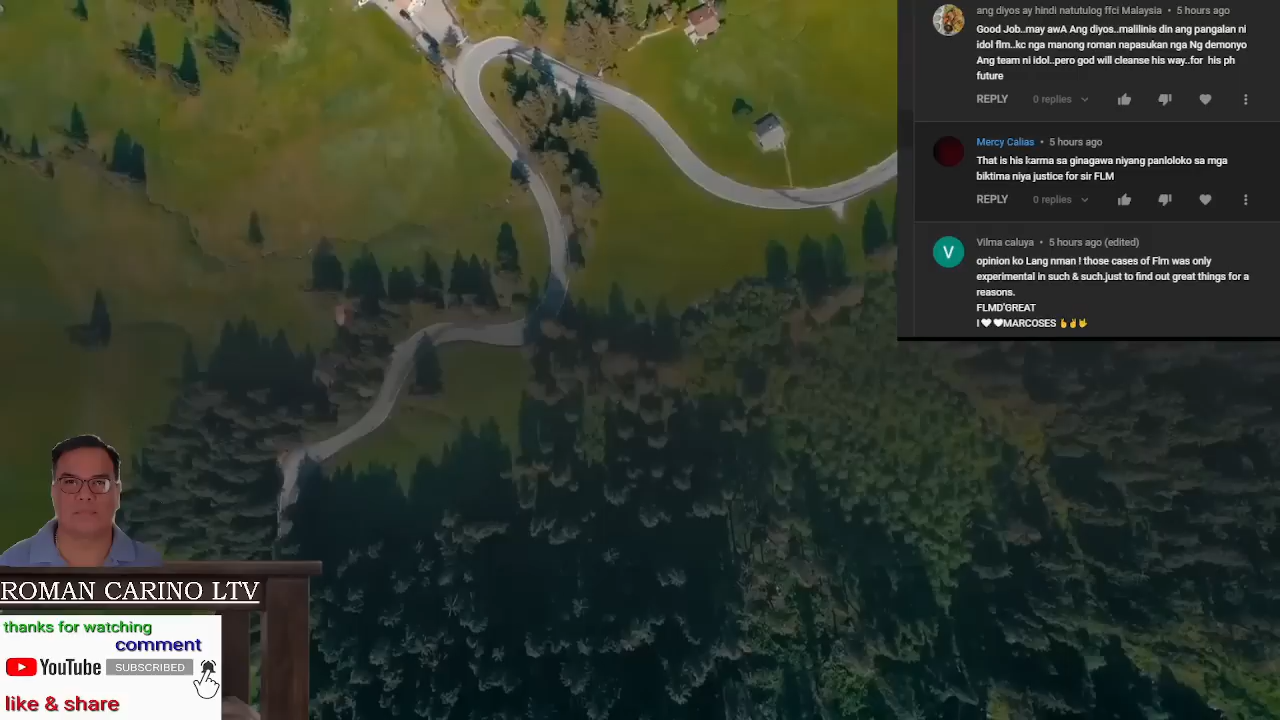 ang diyos ay hindi natutulog ffci Malaysia • 5 hours ago
Good Job..may awA Ang diyos..malilinis din ang pangalan ni
idol flm..kc nga manong roman napasukan nga Ng demonyo
Ang team ni idol..pero god will cleanse his way..for his ph
future
REPLY 0 replies
Mercy Calias • 5 hours ago
That is his karma sa ginagawa niyang panloloko sa mga
biktima niya justice for sir FLM
REPLY 0 replies
V
Vilma caluya • 5 hours ago (edited)
opinion ko Lang nman ! those cases of Flm was only
experimental in such & such.just to find out great things for a
reasons.
FLMD'GREAT
I🖤🖤MARCOSES 🖕✌️🤟
ROMAN CARINO LTV
thanks for watching
comment
YouTube SUBSCRIBED
like & share